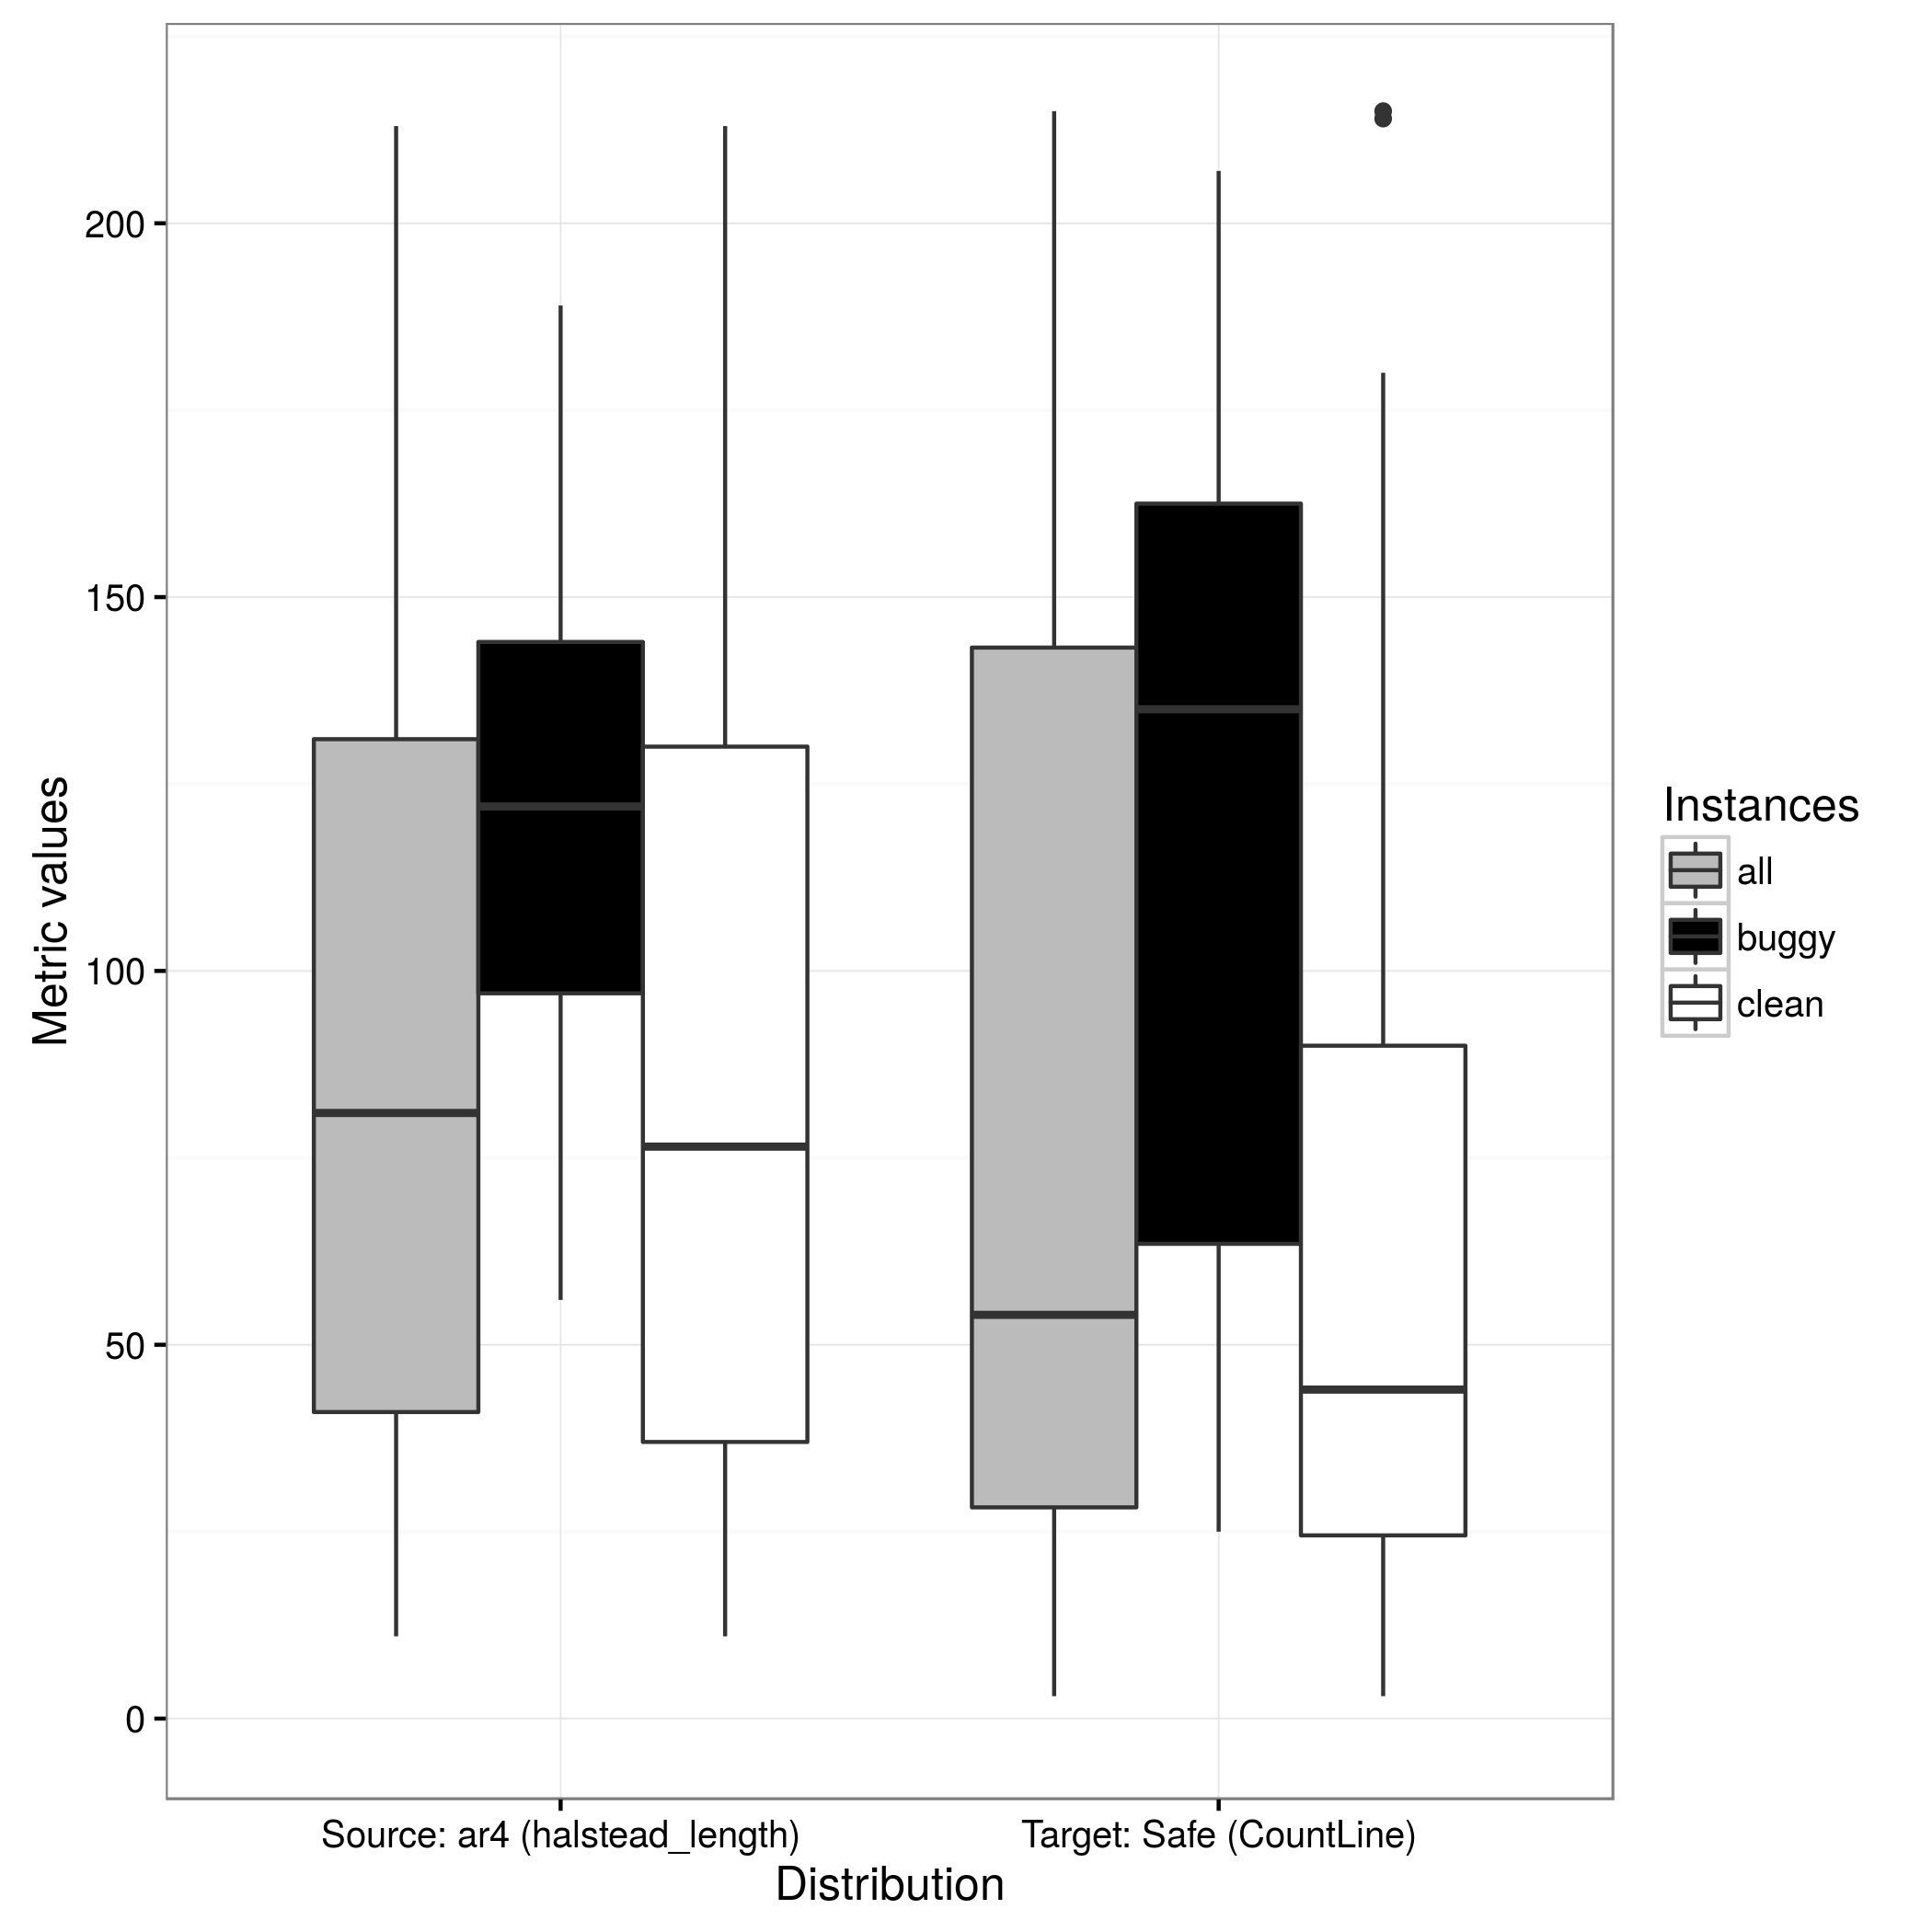 Metric values
200
150
100
50
0
Source: ar4 (halstead_length)
Target: Safe (CountLine)
Distribution
Instances
all
buggy
clean